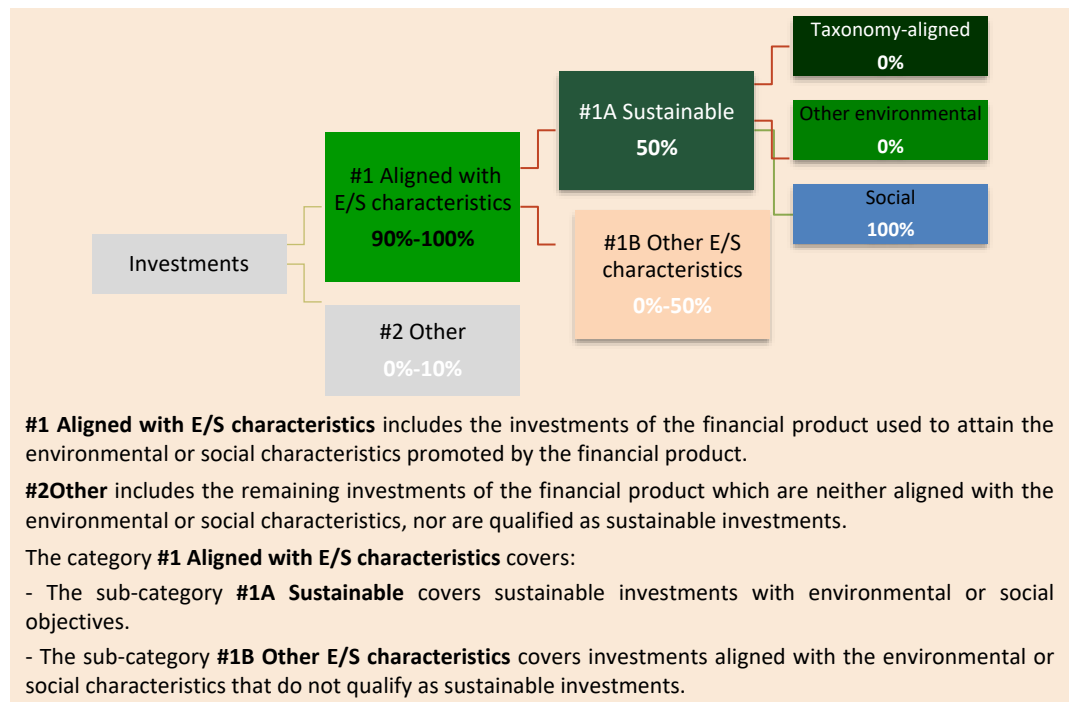 Taxonomy-aligned
0%
#1A Sustainable
50%
Other environmental
0%
#1 Aligned with
E/S characteristics
90%-100%
Social
100%
#1B Other E/S
characteristics
0%-50%
Investments
#2 Other
0%-10%
#1 Aligned with E/S characteristics includes the investments of the financial product used to attain the
environmental or social characteristics promoted by the financial product.
#2Other includes the remaining investments of the financial product which are neither aligned with the
environmental or social characteristics, nor are qualified as sustainable investments.
The category #1 Aligned with E/S characteristics covers:
- The sub-category #1A Sustainable covers sustainable investments with environmental or social
objectives.
- The sub-category #1B Other E/S characteristics covers investments aligned with the environmental or
social characteristics that do not qualify as sustainable investments.